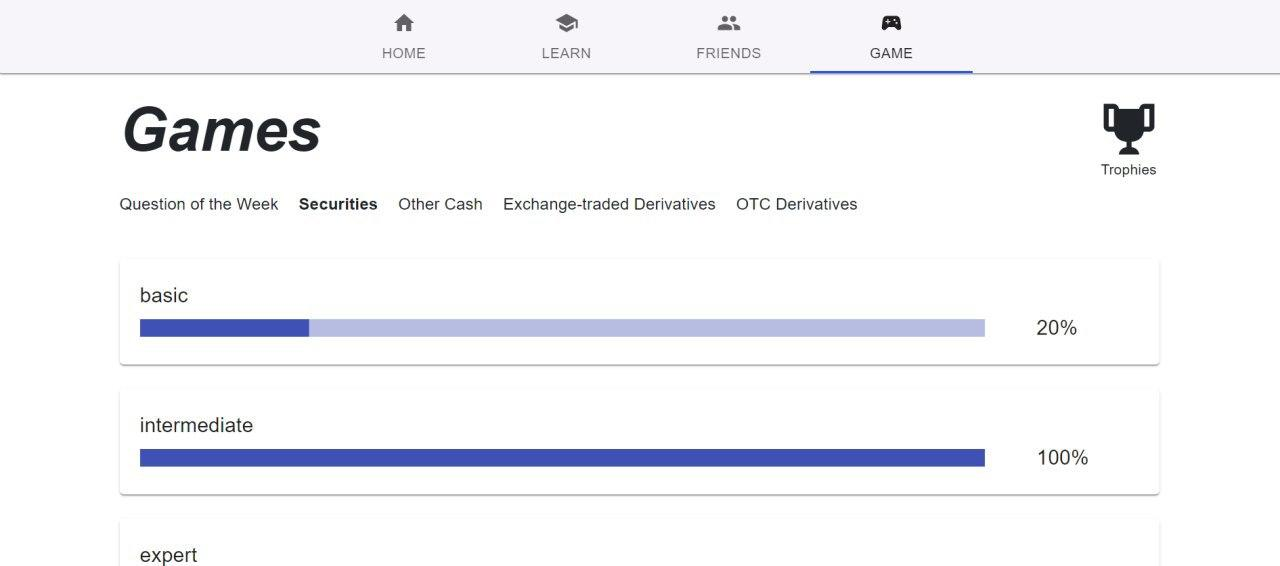 HOME LEARN FRIENDS GAME
Games
Trophies
Question of the Week Securities Other Cash Exchange-traded Derivatives OTC Derivatives
basic
20%
intermediate
100%
expert